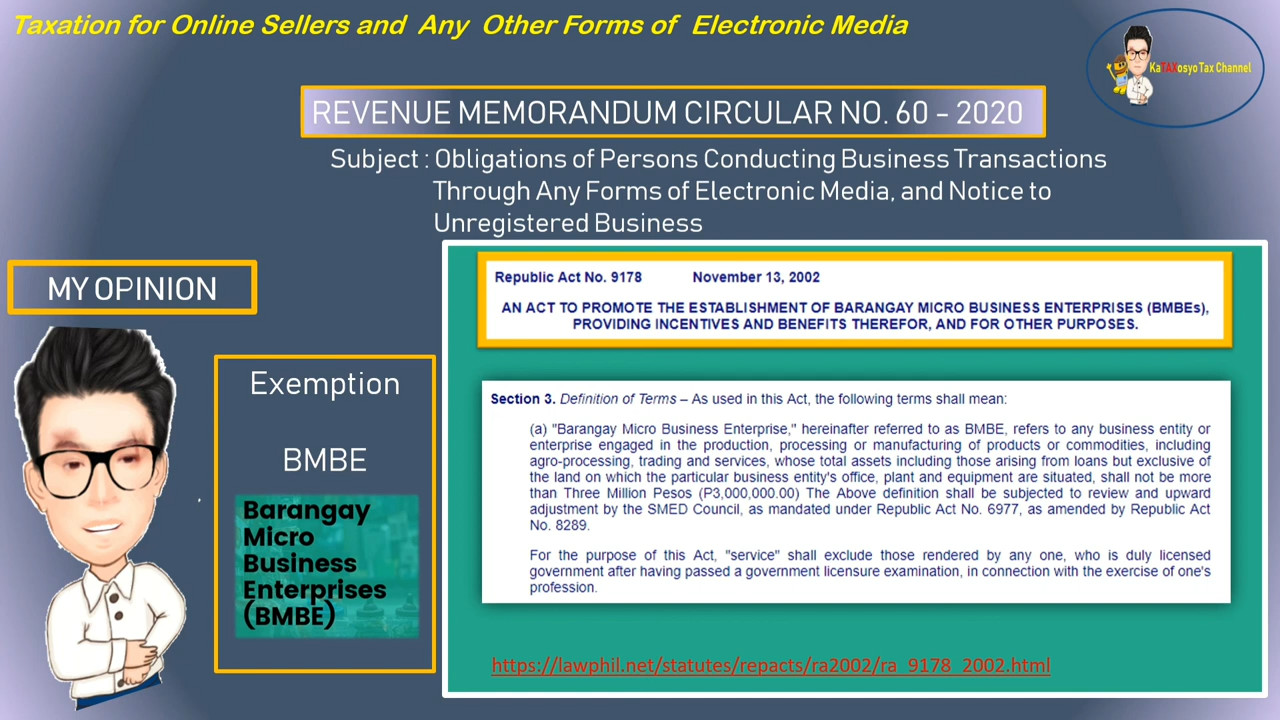 Taxation for Online Sellers and Any Other Forms of Electronic Media
KaTAXosyo Tax Channel
REVENUE MEMORANDUM CIRCULAR NO. 60 - 2020
Subject : Obligations of Persons Conducting Business Transactions
Through Any Forms of Electronic Media, and Notice to
Unregistered Business
MY OPINION
Exemption
BMBE
Barangay
Micro
Business
Enterprises
(BMBE)
Republic Act No. 9178 November 13, 2002
AN ACT TO PROMOTE THE ESTABLISHMENT OF BARANGAY MICRO BUSINESS ENTERPRISES (BMBEs),
PROVIDING INCENTIVES AND BENEFITS THEREFOR, AND FOR OTHER PURPOSES.
Section 3. Definition of Terms – As used in this Act, the following terms shall mean:
(a) "Barangay Micro Business Enterprise," hereinafter referred to as BMBE, refers to any business entity or
enterprise engaged in the production, processing or manufacturing of products or commodities, including
agro-processing, trading and services, whose total assets including those arising from loans but exclusive of
the land on which the particular business entity's office, plant and equipment are situated, shall not be more
than Three Million Pesos (P3,000,000.00) The Above definition shall be subjected to review and upward
adjustment by the SMED Council, as mandated under Republic Act No. 6977, as amended by Republic Act
No. 8289.
For the purpose of this Act, "service" shall exclude those rendered by any one, who is duly licensed
government after having passed a government licensure examination, in connection with the exercise of one's
profession.
https://lawphil.net/statutes/repacts/ra2002/ra_9178_2002.html